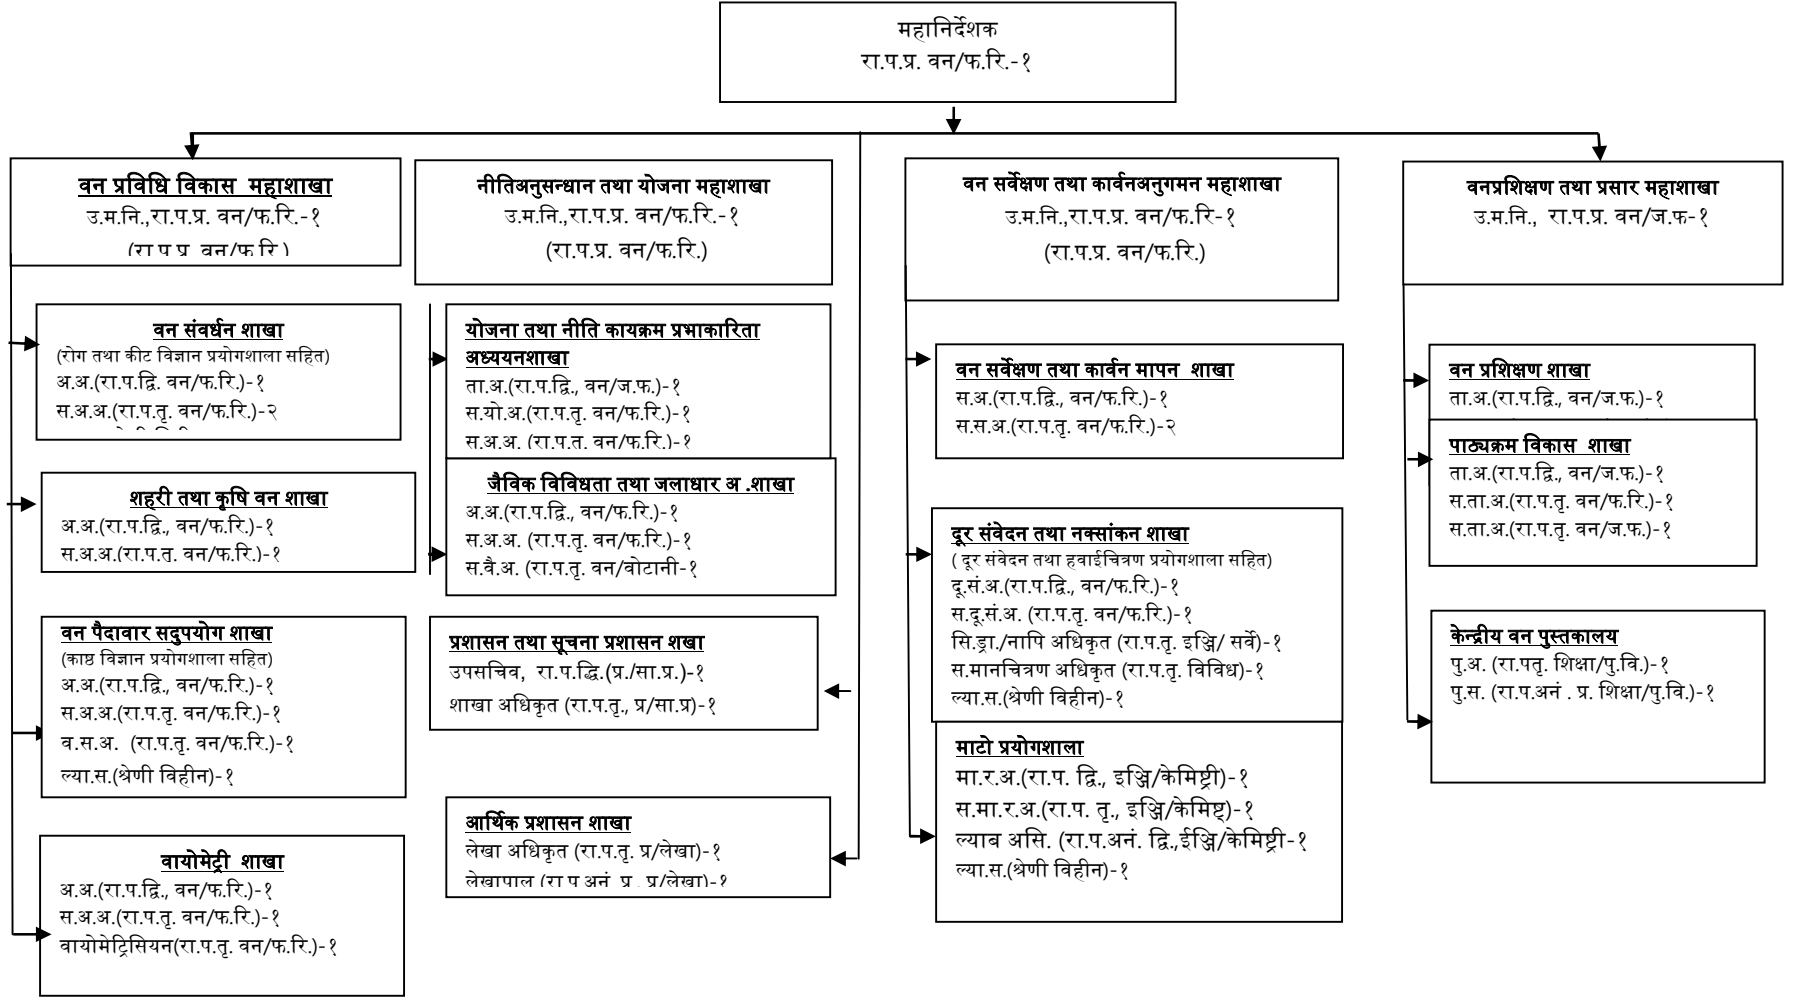 महानिर्देशक
रा.प.प्र. वन/फ.रि.-१
वन प्रविधि विकास महाशाखा
उ.म.नि.,रा.प.प्र. वन/फ.रि.-१
(रा.प.प्र. वन/फ.रि.)
वन संवर्धन शाखा
(रोग तथा कीट विज्ञान प्रयोगशाला सहित)
अ.अ.(रा.प.द्वि. वन/फ.रि.)-१
स.अ.अ.(रा.प.तृ. वन/फ.रि.)-२
शहरी तथा कृषि वन शाखा
अ.अ.(रा.प.द्वि., वन/फ.रि.)-१
स.अ.अ.(रा.प.तृ. वन/फ.रि.)-१
वन पैदावार सदुपयोग शाखा
(काष्ठ विज्ञान प्रयोगशाला सहित)
अ.अ.(रा.प.द्वि., वन/फ.रि.)-१
स.अ.अ.(रा.प.तृ. वन/फ.रि.)-१
व.स.अ. (रा.प.तृ. वन/फ.रि.)-१
ल्या.स.(श्रेणी विहीन)-१
वायोमेट्री शाखा
अ.अ.(रा.प.द्वि., वन/फ.रि.)-१
स.अ.अ.(रा.प.तृ. वन/फ.रि.)-१
वायोमेट्रिसियन(रा.प.तृ. वन/फ.रि.)-१
नीतिअनुसन्धान तथा योजना महाशाखा
उ.म.नि.,रा.प.प्र. वन/फ.रि.-१
(रा.प.प्र. वन/फ.रि.)
योजना तथा नीति कायक्रम प्रभाकारिता
अध्ययनशाखा
ता.अ.(रा.प.द्वि., वन/ज.फ.)-१
स.यो.अ.(रा.प.तृ. वन/फ.रि.)-१
स.अ.अ. (रा.प.तृ. वन/फ.रि.)-१
जैविक विविधता तथा जलाधार अ .शाखा
अ.अ.(रा.प.द्वि., वन/फ.रि.)-१
स.अ.अ. (रा.प.तृ. वन/फ.रि.)-१
स.वै.अ. (रा.प.तृ. वन/वोटानी-१
प्रशासन तथा सूचना प्रशासन शखा
उपसचिव, रा.प.द्धि.(प्र./सा.प्र.)-१
शाखा अधिकृत (रा.प.तृ., प्र/सा.प्र)-१
आर्थिक प्रशासन शाखा
लेखा अधिकृत (रा.प.तृ. प्र/लेखा)-१
लेखापाल (रा.प.अनं. प्र . प्र/लेखा)-१
वन सर्वेक्षण तथा कार्वनअनुगमन महाशाखा
उ.म.नि.,रा.प.प्र. वन/फ.रि-१
(रा.प.प्र. वन/फ.रि.)
वन सर्वेक्षण तथा कार्वन मापन शाखा
स.अ.(रा.प.द्वि., वन/फ.रि.)-१
स.स.अ.(रा.प.तृ. वन/फ.रि.)-२
दूर संवेदन तथा नक्सांकन शाखा
( दूर संवेदन तथा हवाईचित्रण प्रयोगशाला सहित)
दू.सं.अ.(रा.प.द्वि., वन/फ.रि.)-१
स.दू.सं.अ. (रा.प.तृ. वन/फ.रि.)-१
सि.ड्रा./नापि अधिकृत (रा.प.तृ. इञ्जि/ सर्वे)-१
स.मानचित्रण अधिकृत (रा.प.तृ. विविध)-१
ल्या.स.(श्रेणी विहीन)-१
माटो प्रयोगशाला
मा.र.अ.(रा.प. द्वि., इञ्जि/केमिष्ट्री)-१
स.मा.र.अ.(रा.प. तृ., इञ्जि/केमिष्ट्)-१
ल्याब असि. (रा.प.अनं. द्वि.,ईञ्जि/केमिष्ट्री-१
ल्या.स.(श्रेणी विहीन)-१
वनप्रशिक्षण तथा प्रसार महाशाखा
उ.म.नि., रा.प.प्र. वन/ज.फ-१
वन प्रशिक्षण शाखा
ता.अ.(रा.प.द्वि., वन/ज.फ.)-१
पाठ्यक्रम विकास शाखा
ता.अ.(रा.प.द्वि., वन/ज.फ.)-१
स.ता.अ.(रा.प.तृ. वन/फ.रि.)-१
स.ता.अ.(रा.प.तृ. वन/ज.फ.)-१
केन्द्रीय वन पुस्तकालय
पु.अ. (रा.पतृ. शिक्षा/पु.वि.)-१
पु.स. (रा.प.अनं . प्र. शिक्षा/पु.वि.)-१